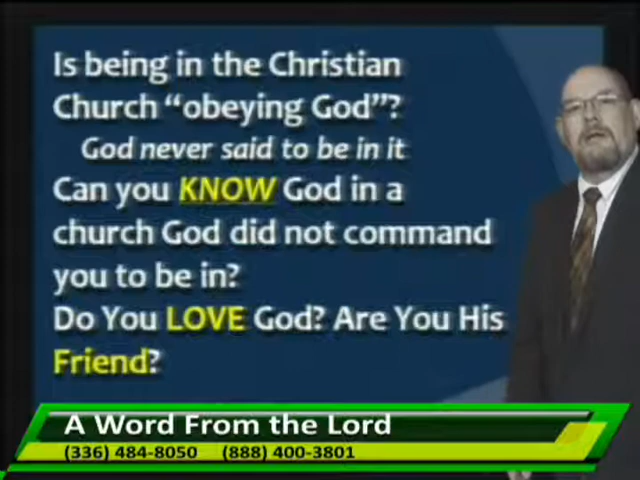 Is being in the Christian
Church “obeying God”?
God never said to be in it
Can you KNOW God in a
church God did not command
you to be in?
Do You LOVE God? Are You His
Friend?
A Word From the Lord
(336) 484-8050 (888) 400-3801